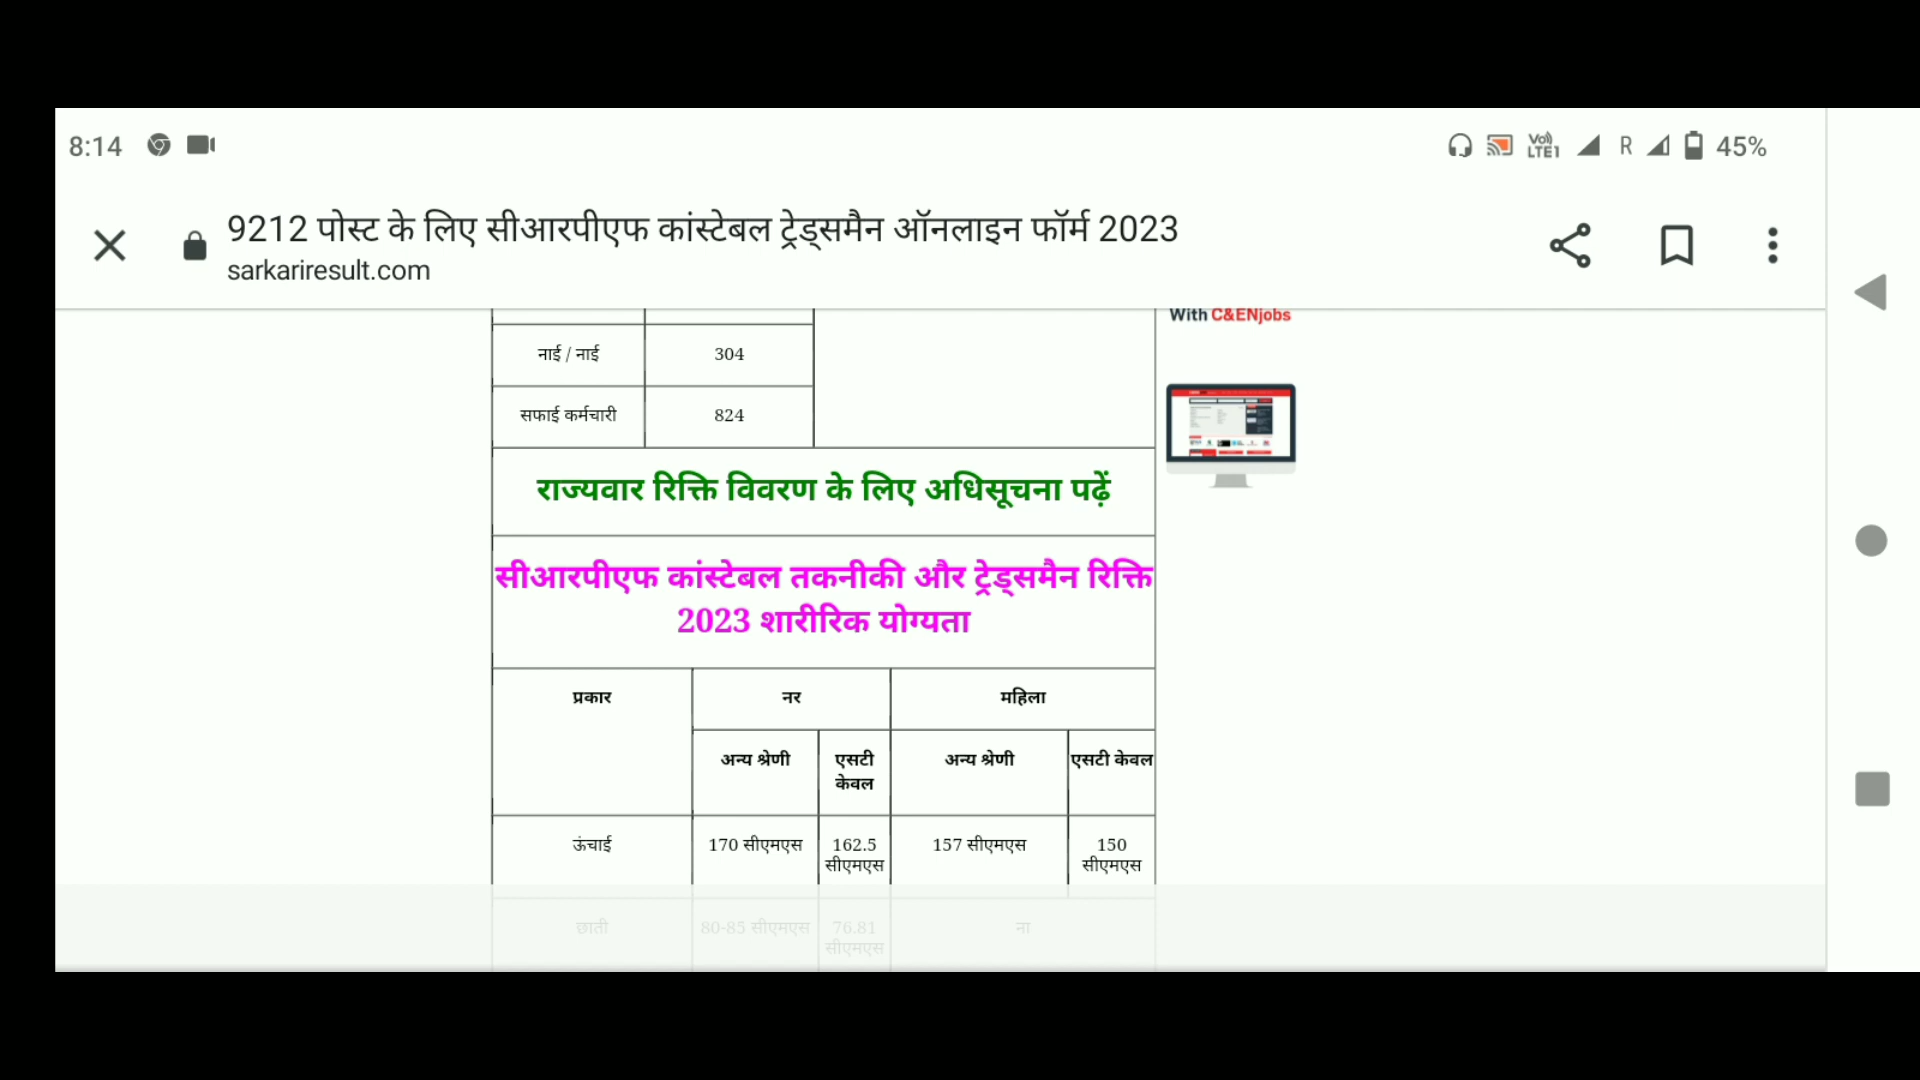 8:14
Vo)) LTE1 R 45%
9212 पोस्ट के लिए सीआरपीएफ कांस्टेबल ट्रेड्समैन ऑनलाइन फॉर्म 2023
sarkariresult.com
With C&ENjobs
नाई / नाई 304
सफाई कर्मचारी 824
राज्यवार रिक्ति विवरण के लिए अधिसूचना पढ़ें
सीआरपीएफ कांस्टेबल तकनीकी और ट्रेड्समैन रिक्ति
2023 शारीरिक योग्यता
प्रकार नर महिला
अन्य श्रेणी एसटी केवल अन्य श्रेणी एसटी केवल
ऊंचाई 170 सीएमएस 162.5 सीएमएस 157 सीएमएस 150 सीएमएस
छाती 80-85 सीएमएस 76.81 सीएमएस ना